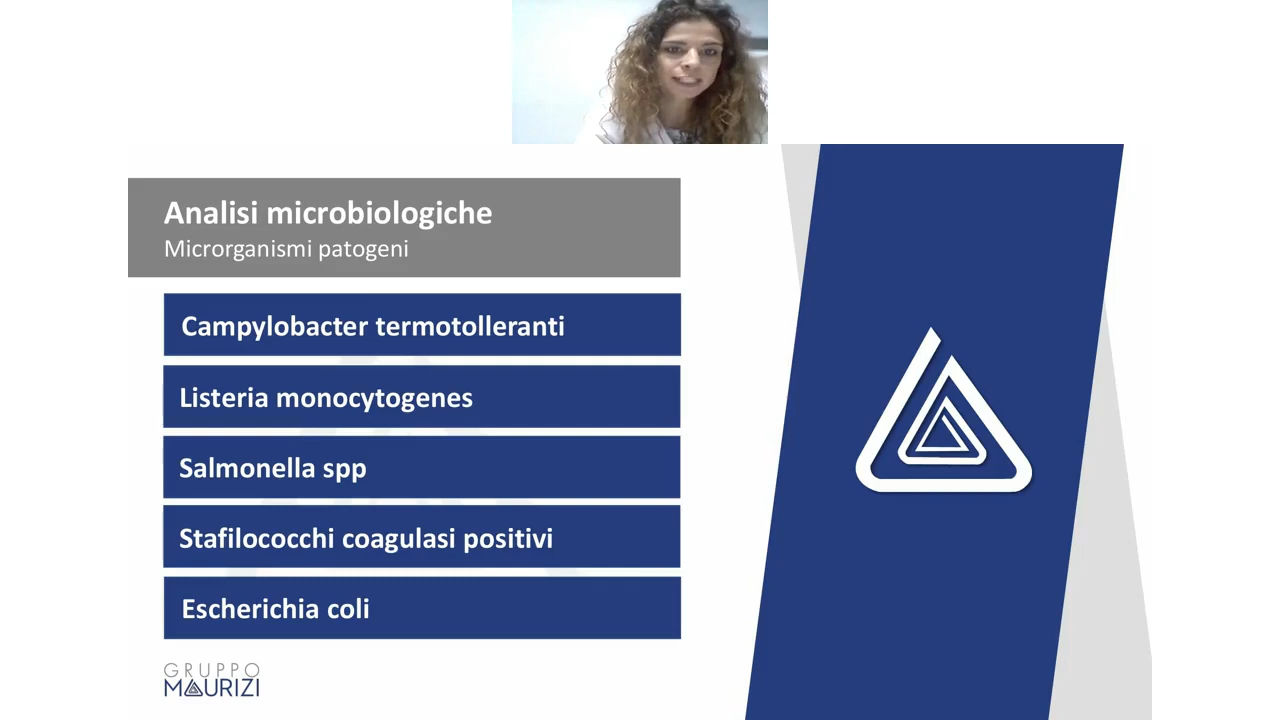 Analisi microbiologiche
Microrganismi patogeni
Campylobacter termotolleranti
Listeria monocytogenes
Salmonella spp
Stafilococchi coagulasi positivi
Escherichia coli
GRUPPO
MAURIZI